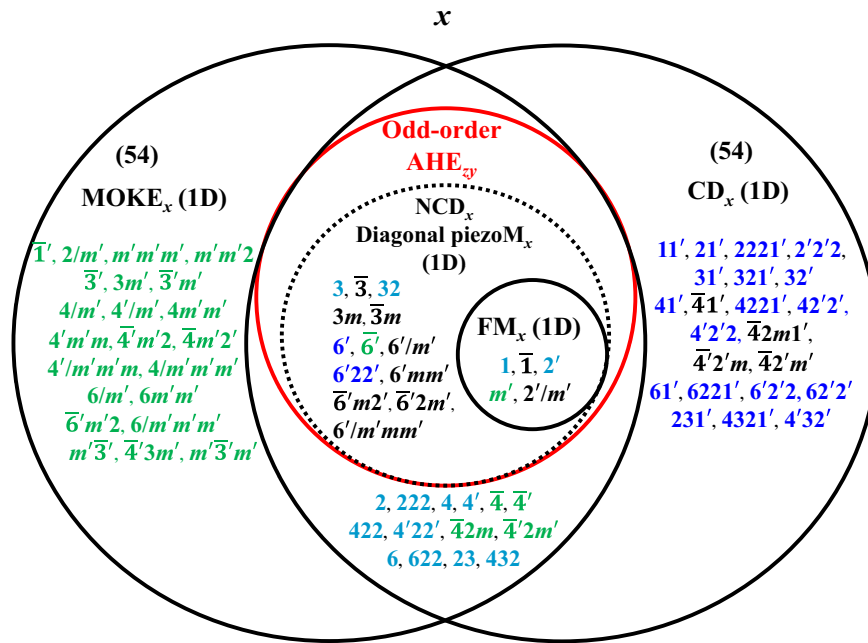 x
(54)
MOKEₓ (1D)
1̅′, 2/m′, m′m′m′, m′m′2
3̅′, 3m′, 3̅′m′
4/m′, 4′/m′, 4m′m′
4′m′m, 4̅′m′2, 4̅m′2′
4′/m′m′m, 4/m′m′m′
6/m′, 6m′m′
6̅′m′2, 6/m′m′m′
m′3̅′, 4̅′3m′, m′3̅′m′
Odd-order
AHE_zy
NCDₓ
Diagonal piezoMₓ
(1D)
3, 3̅, 32
3m, 3̅m
6′, 6̅′, 6′/m′
6′22′, 6′mm′
6̅′m2′, 6̅′2m′,
6′/m′mm′
FMₓ (1D)
1, 1̅, 2′
m′, 2′/m′
2, 222, 4, 4′, 4̅, 4̅′
422, 4′22′, 4̅2m, 4̅′2m′
6, 622, 23, 432
(54)
CDₓ (1D)
11′, 21′, 2221′, 2′2′2,
31′, 321′, 32′
41′, 4̅1′, 4221′, 42′2′,
4′2′2, 4̅2m1′,
4̅′2′m, 4̅2′m′
61′, 6221′, 6′2′2, 62′2′
231′, 4321′, 4′32′